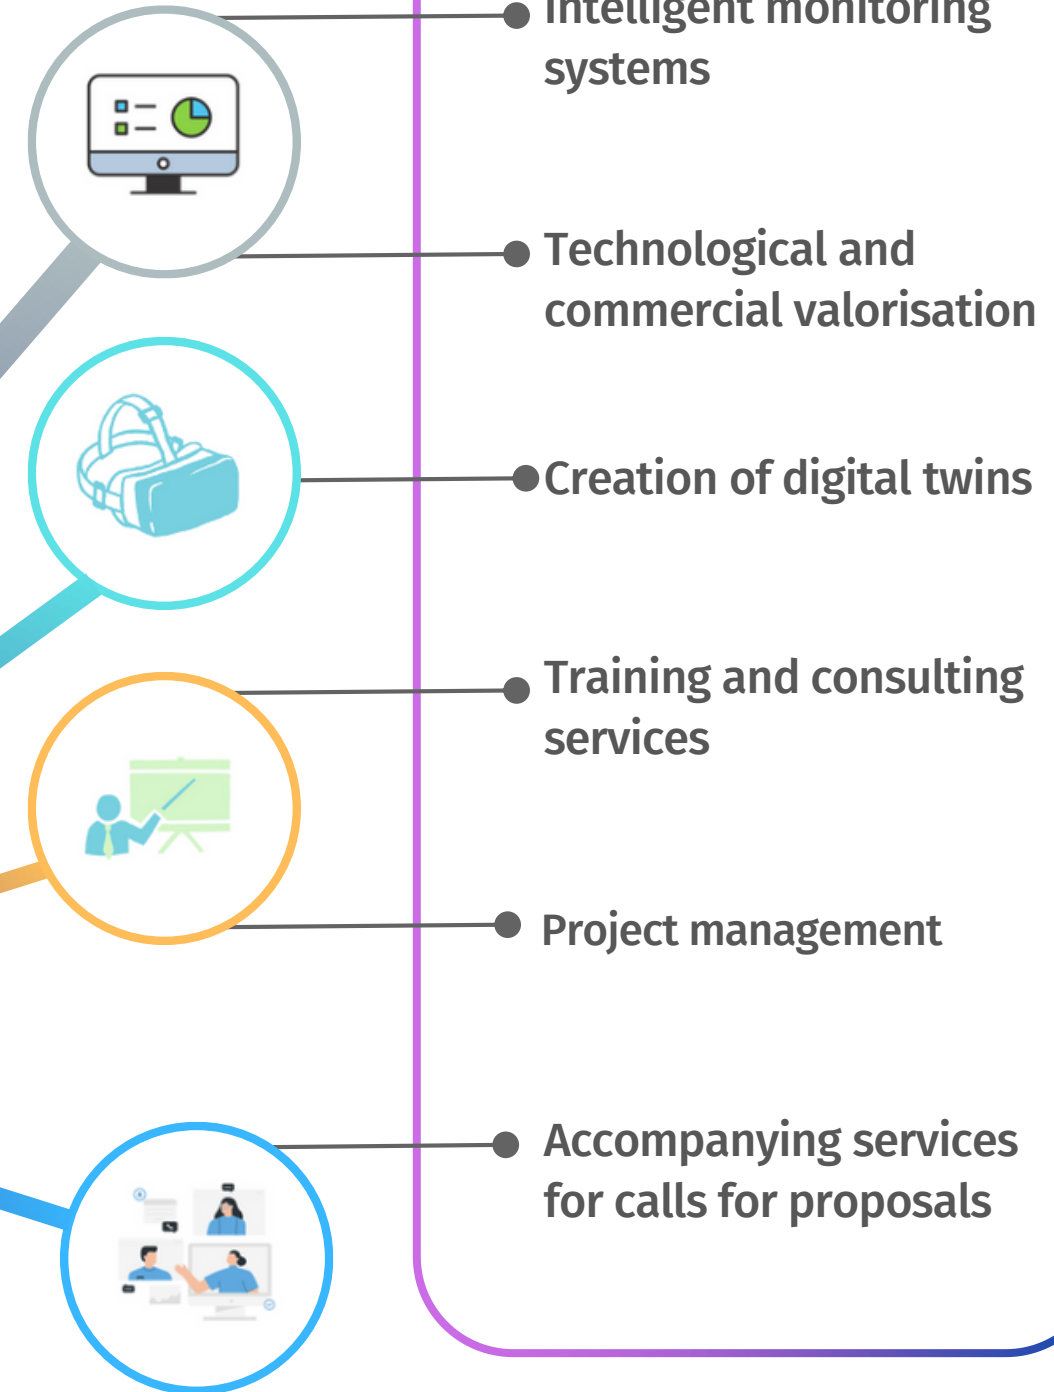 Intelligent monitoring
systems
Technological and
commercial valorisation
Creation of digital twins
Training and consulting
services
Project management
Accompanying services
for calls for proposals